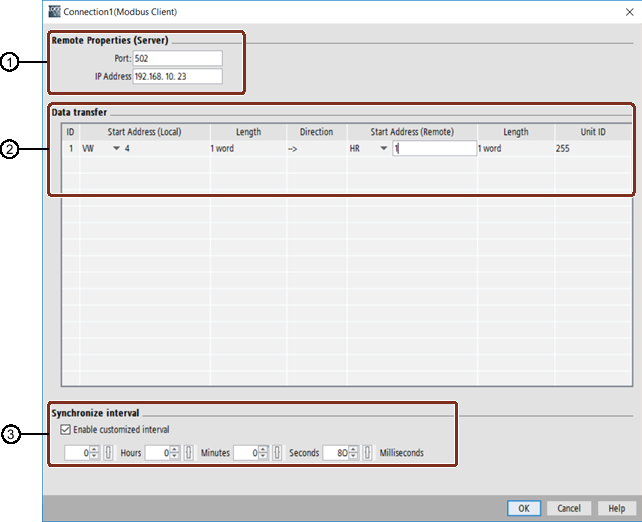 Connection1(Modbus Client)
Remote Properties (Server)
1
Port: 502
IP Address 192.168. 10. 23
Data transfer
2
ID Start Address (Local) Length Direction Start Address (Remote) Length Unit ID
1 VW 4 1 word --> HR 1 1 word 255
Synchronize interval
3
Enable customized interval
0 Hours 0 Minutes 0 Seconds 80 Milliseconds
OK Cancel Help